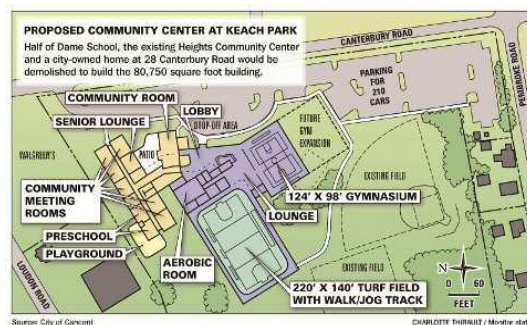 PROPOSED COMMUNITY CENTER AT KEACH PARK
Half of Dame School, the existing Heights Community Center
and a city-owned home at 28 Canterbury Road would be
demolished to build the 80,750 square foot building.
CANTERBURY ROAD
PEMBROKE ROAD
PARKING
FOR
210
CARS
COMMUNITY ROOM
LOBBY
SENIOR LOUNGE
DROP-OFF AREA
FUTURE
GYM
EXPANSION
WALGREEN'S
PATIO
COMMUNITY
MEETING
ROOMS
EXISTING FIELD
124' X 98' GYMNASIUM
LOUNGE
PRESCHOOL
PLAYGROUND
AEROBIC
ROOM
LOUDON ROAD
EXISTING FIELD
220' X 140' TURF FIELD
WITH WALK/JOG TRACK
N
0 60
FEET
Source: City of Concord
CHARLOTTE THIBAULT / Monitor staff